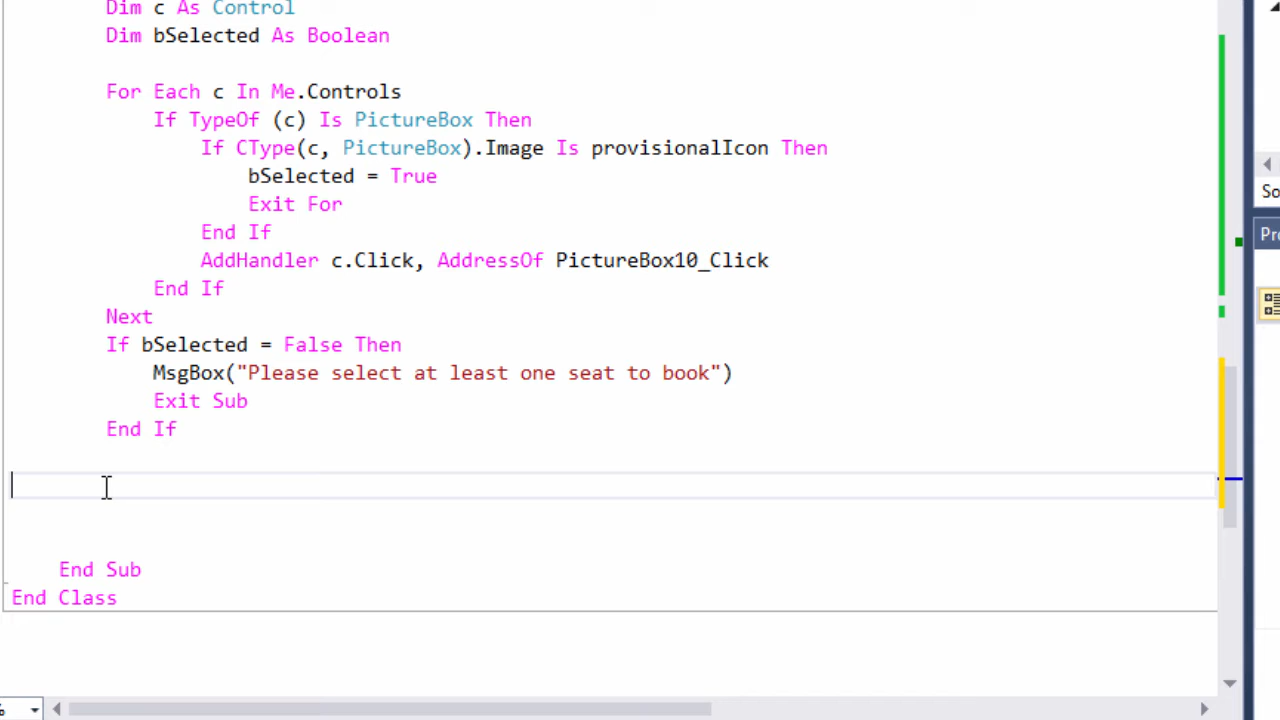 Dim c As Control
Dim bSelected As Boolean
For Each c In Me.Controls
If TypeOf (c) Is PictureBox Then
If CType(c, PictureBox).Image Is provisionalIcon Then
bSelected = True
Exit For
End If
AddHandler c.Click, AddressOf PictureBox10_Click
End If
Next
If bSelected = False Then
MsgBox("Please select at least one seat to book")
Exit Sub
End If
End Sub
End Class
So
Pr
%